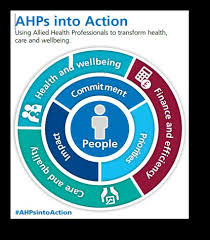 AHPs into Action
Using Allied Health Professionals to transform health,
care and wellbeing.
Health and wellbeing
Finance and efficiency
Care and quality
Commitment
Priorities
Impact
People
#AHPsintoAction